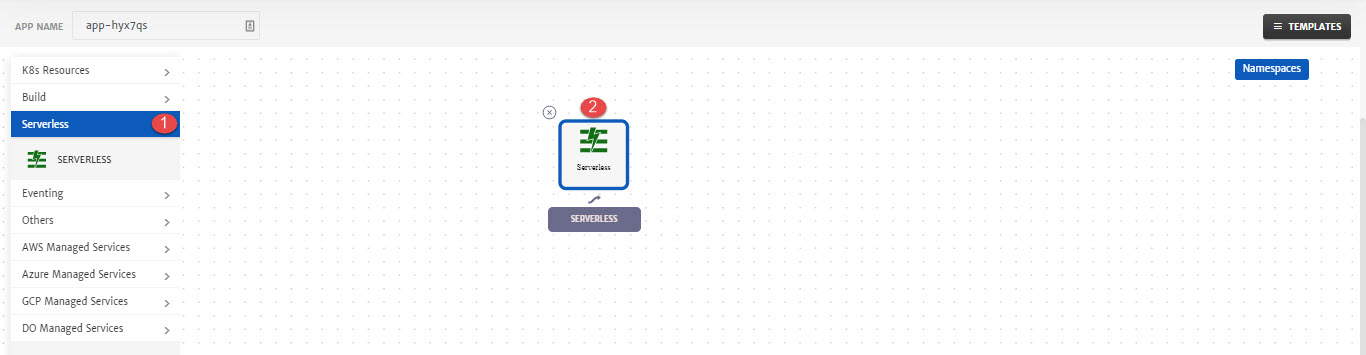 APP NAME
app-hyx7qs
TEMPLATES
Namespaces
K8s Resources
Build
Serverless
1
SERVERLESS
Eventing
Others
AWS Managed Services
Azure Managed Services
GCP Managed Services
DO Managed Services
2
Serverless
SERVERLESS